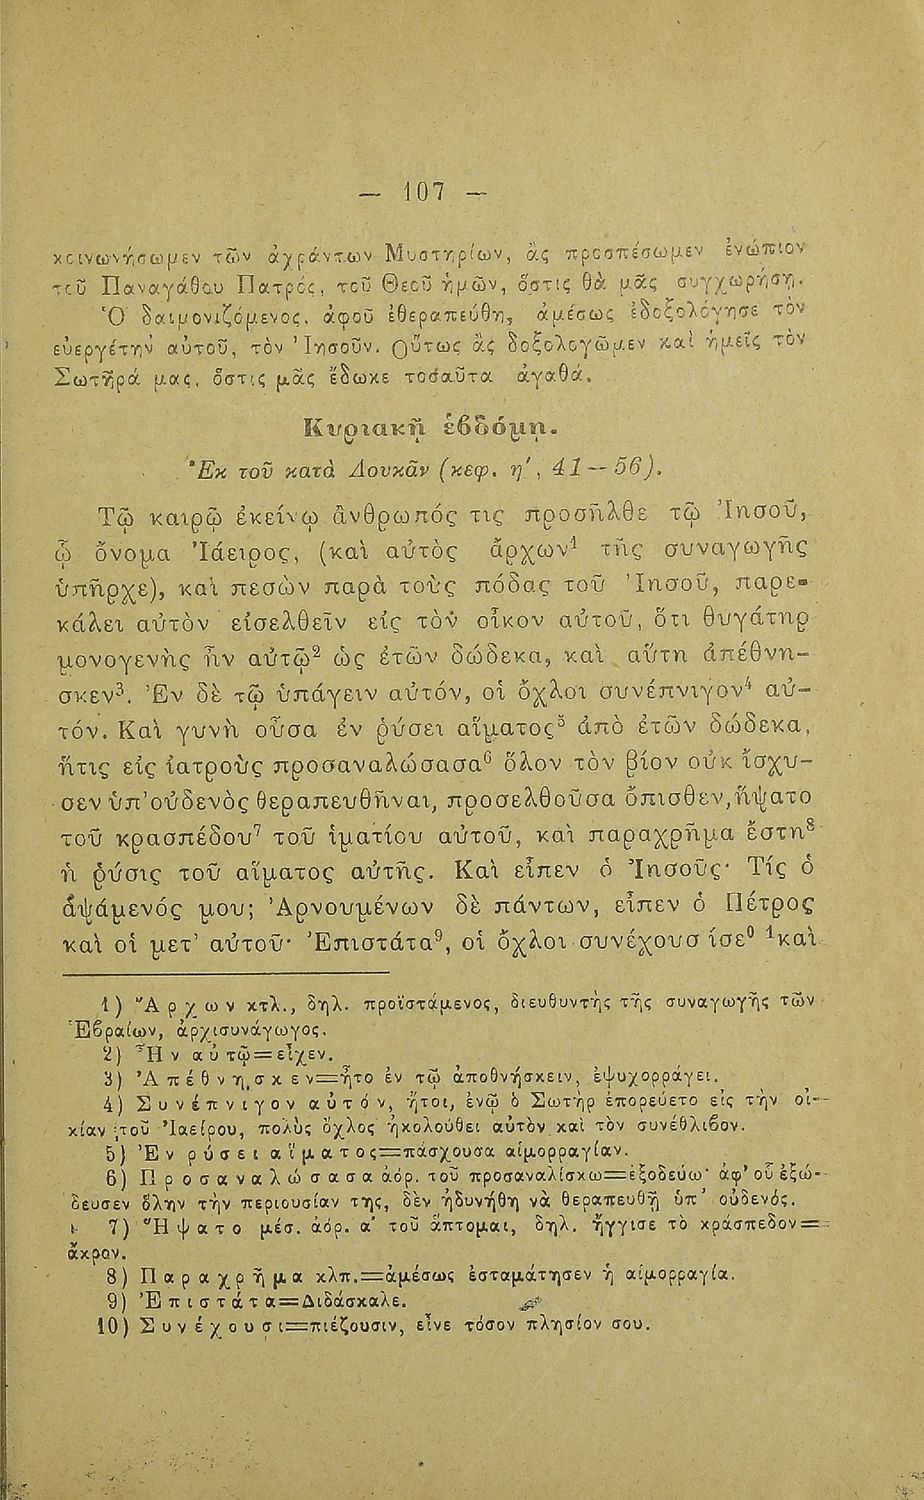 — 107 —
κοινωνήσωμεν τῶν ἀχράντων Μυστηρίων, ἄς προσπέσωμεν ἐνώπιον
τοῦ Παναγάθου Πατρός, τοῦ Θεοῦ ἡμῶν, ὅστις θὰ μᾶς συγχωρήσῃ.
Ὁ δαιμονιζόμενος, ἀφοῦ ἐθεραπεύθη, ἀμέσως ἐδοξολόγησε τὸν
εὐεργέτην αὐτοῦ, τὸν Ἰησοῦν. Οὕτως ἄς δοξολογῶμεν καὶ ἡμεῖς τὸν
Σωτῆρά μας, ὅστις μᾶς ἔδωκε τοσαῦτα ἀγαθά.
Κυριακῇ ἑβδόμῃ.
Ἐκ τοῦ κατὰ Λουκᾶν (κεφ. η΄, 41 — 56).
Τῷ καιρῷ ἐκείνῳ ἄνθρωπός τις προσῆλθε τῷ Ἰησοῦ,
ᾧ ὄνομα Ἰάειρος, (καὶ αὐτὸς ἄρχων¹ τῆς συναγωγῆς
ὑπῆρχε), καὶ πεσὼν παρὰ τοὺς πόδας τοῦ Ἰησοῦ, παρε-
κάλει αὐτὸν εἰσελθεῖν εἰς τὸν οἶκον αὐτοῦ, ὅτι θυγάτηρ
μονογενὴς ἦν αὐτῷ² ὡς ἐτῶν δώδεκα, καὶ αὕτη ἀπέθνη-
σκεν³. Ἐν δὲ τῷ ὑπάγειν αὐτόν, οἱ ὄχλοι συνέπνιγον⁴ αὐ-
τόν. Καὶ γυνὴ οὖσα ἐν ῥύσει αἵματος⁵ ἀπὸ ἐτῶν δώδεκα,
ἥτις εἰς ἰατροὺς προσαναλώσασα⁶ ὅλον τὸν βίον οὐκ ἴσχυ-
σεν ὑπ' οὐδενὸς θεραπευθῆναι, προσελθοῦσα ὄπισθεν, ἥψατο
τοῦ κρασπέδου⁷ τοῦ ἱματίου αὐτοῦ, καὶ παραχρῆμα ἔστη⁸
ἡ ῥύσις τοῦ αἵματος αὐτῆς. Καὶ εἶπεν ὁ Ἰησοῦς· Τίς ὁ
ἁψάμενός μου; Ἀρνουμένων δὲ πάντων, εἶπεν ὁ Πέτρος
καὶ οἱ μετ' αὐτοῦ· Ἐπιστάτα⁹, οἱ ὄχλοι συνέχουσ ίσε⁰ ¹καὶ
1) Ἄρχων κτλ., δηλ. προϊστάμενος, διευθυντὴς τῆς συναγωγῆς τῶν
Ἑβραίων, ἀρχισυνάγωγος.
2) Ἦν αὐτῷ=εἶχεν.
3) Ἀπέθνησκεν=ἦτο ἐν τῷ ἀποθνήσκειν, ἐψυχορράγει.
4) Συνέπνιγον αὐτόν, ἤτοι, ἐνῷ ὁ Σωτὴρ ἐπορεύετο εἰς τὴν οἰ-
κίαν τοῦ Ἰαείρου, πολὺς ὄχλος ἠκολούθει αὐτὸν καὶ τὸν συνέθλιβον.
5) Ἐν ῥύσει αἵματος=πάσχουσα αἱμορραγίαν.
6) Προσαναλώσασα ἀόρ. τοῦ προσαναλίσκω=ἐξοδεύω· ἀφ' οὗ ἐξώ-
δευσεν ὅλην τὴν περιουσίαν της, δὲν ἠδυνήθη νὰ θεραπευθῇ ὑπ' οὐδενός.
7) Ἥψατο μέσ. ἀόρ. α΄ τοῦ ἅπτομαι, δηλ. ἤγγισε τὸ κράσπεδον=
ἄκρον.
8) Παραχρῆμα κλπ.=ἀμέσως ἐσταμάτησεν ἡ αἱμορραγία.
9) Ἐπιστάτα=Διδάσκαλε.
10) Συνέχουσι=πιέζουσιν, εἶνε τόσον πλησίον σου.